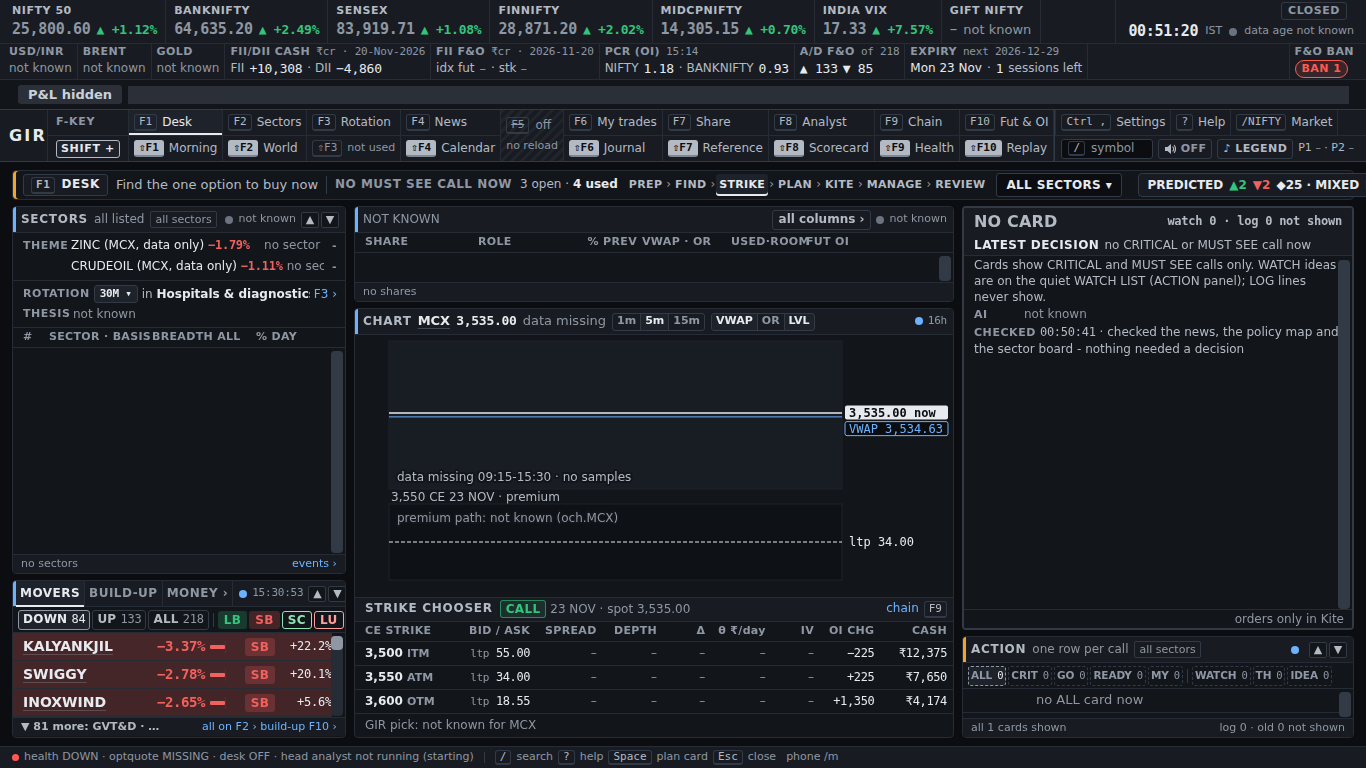 NIFTY 50
25,800.60 ▲ +1.12%
BANKNIFTY
64,635.20 ▲ +2.49%
SENSEX
83,919.71 ▲ +1.08%
FINNIFTY
28,871.20 ▲ +2.02%
MIDCPNIFTY
14,305.15 ▲ +0.70%
INDIA VIX
17.33 ▲ +7.57%
GIFT NIFTY
– not known
CLOSED
00:51:20 IST ● data age not known
USD/INR
not known
BRENT
not known
GOLD
not known
FII/DII CASH ₹cr · 20-Nov-2026
FII +10,308 · DII −4,860
FII F&O ₹cr · 2026-11-20
idx fut – · stk –
PCR (OI) 15:14
NIFTY 1.18 · BANKNIFTY 0.93
A/D F&O of 218
▲ 133 ▼ 85
EXPIRY next 2026-12-29
Mon 23 Nov · 1 sessions left
F&O BAN
BAN 1
P&L hidden
GIR
F-KEY
F1 Desk
F2 Sectors
F3 Rotation
F4 News
F5 off
no reload
F6 My trades
F7 Share
F8 Analyst
F9 Chain
F10 Fut & OI
Ctrl , Settings
? Help
/NIFTY Market
SHIFT +
⇧F1 Morning
⇧F2 World
⇧F3 not used
⇧F4 Calendar
⇧F6 Journal
⇧F7 Reference
⇧F8 Scorecard
⇧F9 Health
⇧F10 Replay
/ symbol
OFF
♪ LEGEND
P1 – · P2 –
F1 DESK
Find the one option to buy now
NO MUST SEE CALL NOW
3 open · 4 used
PREP › FIND › STRIKE › PLAN › KITE › MANAGE › REVIEW
ALL SECTORS ▾
PREDICTED ▲2 ▼2 ◆25 · MIXED
SECTORS all listed all sectors ● not known ▲ ▼
THEME ZINC (MCX, data only) −1.79% no sector -
CRUDEOIL (MCX, data only) −1.11% no sec -
ROTATION 30M ▾ in Hospitals & diagnostic F3 ›
THESIS not known
# SECTOR · BASIS BREADTH ALL % DAY
no sectors
events ›
MOVERS BUILD-UP MONEY › ● 15:30:53 ▲ ▼
DOWN 84 UP 133 ALL 218 LB SB SC LU
KALYANKJIL −3.37% SB +22.2%
SWIGGY −2.78% SB +20.1%
INOXWIND −2.65% SB +5.6%
▼ 81 more: GVT&D · …
all on F2 › build-up F10 ›
NOT KNOWN
all columns › ● not known
SHARE ROLE % PREV VWAP · OR USED·ROOM FUT OI
no shares
CHART MCX 3,535.00 data missing 1m 5m 15m VWAP OR LVL ● 16h
3,535.00 now
VWAP 3,534.63
data missing 09:15-15:30 · no samples
3,550 CE 23 NOV · premium
premium path: not known (och.MCX)
ltp 34.00
STRIKE CHOOSER CALL 23 NOV · spot 3,535.00
chain F9
CE STRIKE BID / ASK SPREAD DEPTH Δ θ ₹/day IV OI CHG CASH
3,500 ITM ltp 55.00 – – – – – −225 ₹12,375
3,550 ATM ltp 34.00 – – – – – +225 ₹7,650
3,600 OTM ltp 18.55 – – – – – +1,350 ₹4,174
GIR pick: not known for MCX
NO CARD
watch 0 · log 0 not shown
LATEST DECISION no CRITICAL or MUST SEE call now
Cards show CRITICAL and MUST SEE calls only. WATCH ideas
are on the quiet WATCH LIST (ACTION panel); LOG lines
never show.
AI not known
CHECKED 00:50:41 · checked the news, the policy map and
the sector board - nothing needed a decision
orders only in Kite
ACTION one row per call all sectors ● ▲ ▼
ALL 0 CRIT 0 GO 0 READY 0 MY 0 WATCH 0 TH 0 IDEA 0
no ALL card now
all 1 cards shown
log 0 · old 0 not shown
● health DOWN · optquote MISSING · desk OFF · head analyst not running (starting)
/ search ? help Space plan card Esc close phone /m